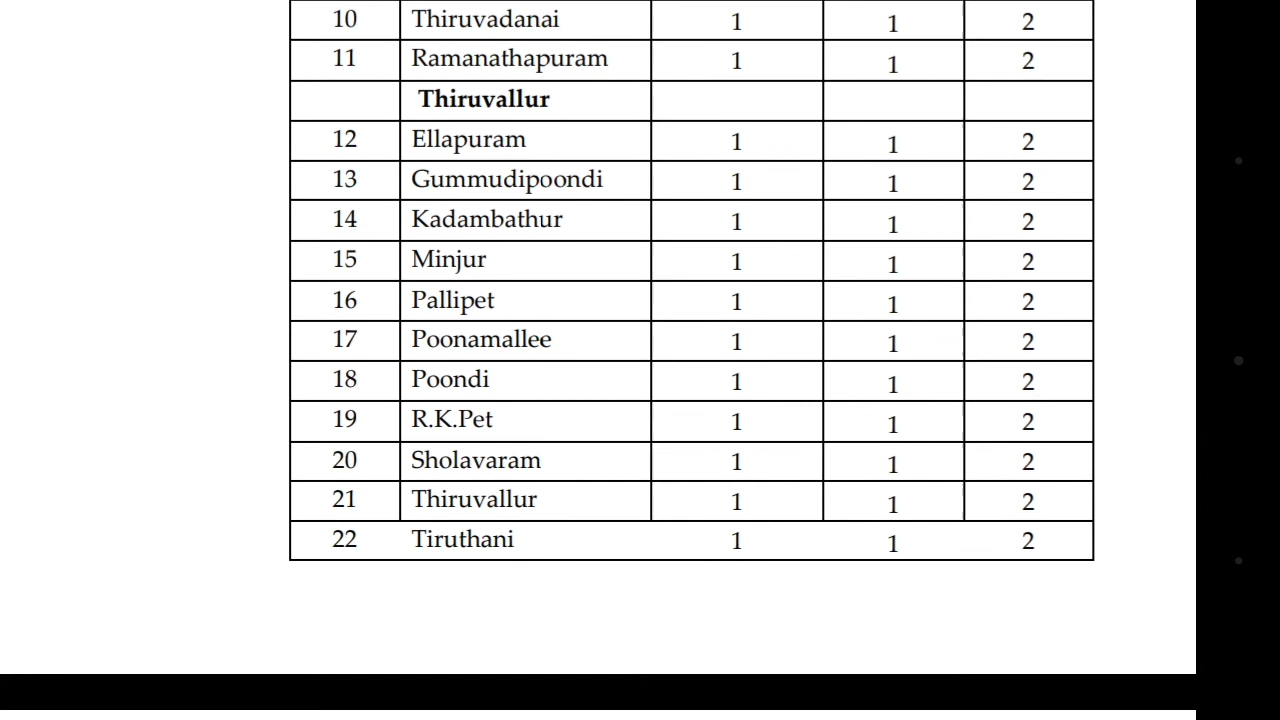 10 Thiruvadanai 1 1 2
11 Ramanathapuram 1 1 2
Thiruvallur
12 Ellapuram 1 1 2
13 Gummudipoondi 1 1 2
14 Kadambathur 1 1 2
15 Minjur 1 1 2
16 Pallipet 1 1 2
17 Poonamallee 1 1 2
18 Poondi 1 1 2
19 R.K.Pet 1 1 2
20 Sholavaram 1 1 2
21 Thiruvallur 1 1 2
22 Tiruthani 1 1 2